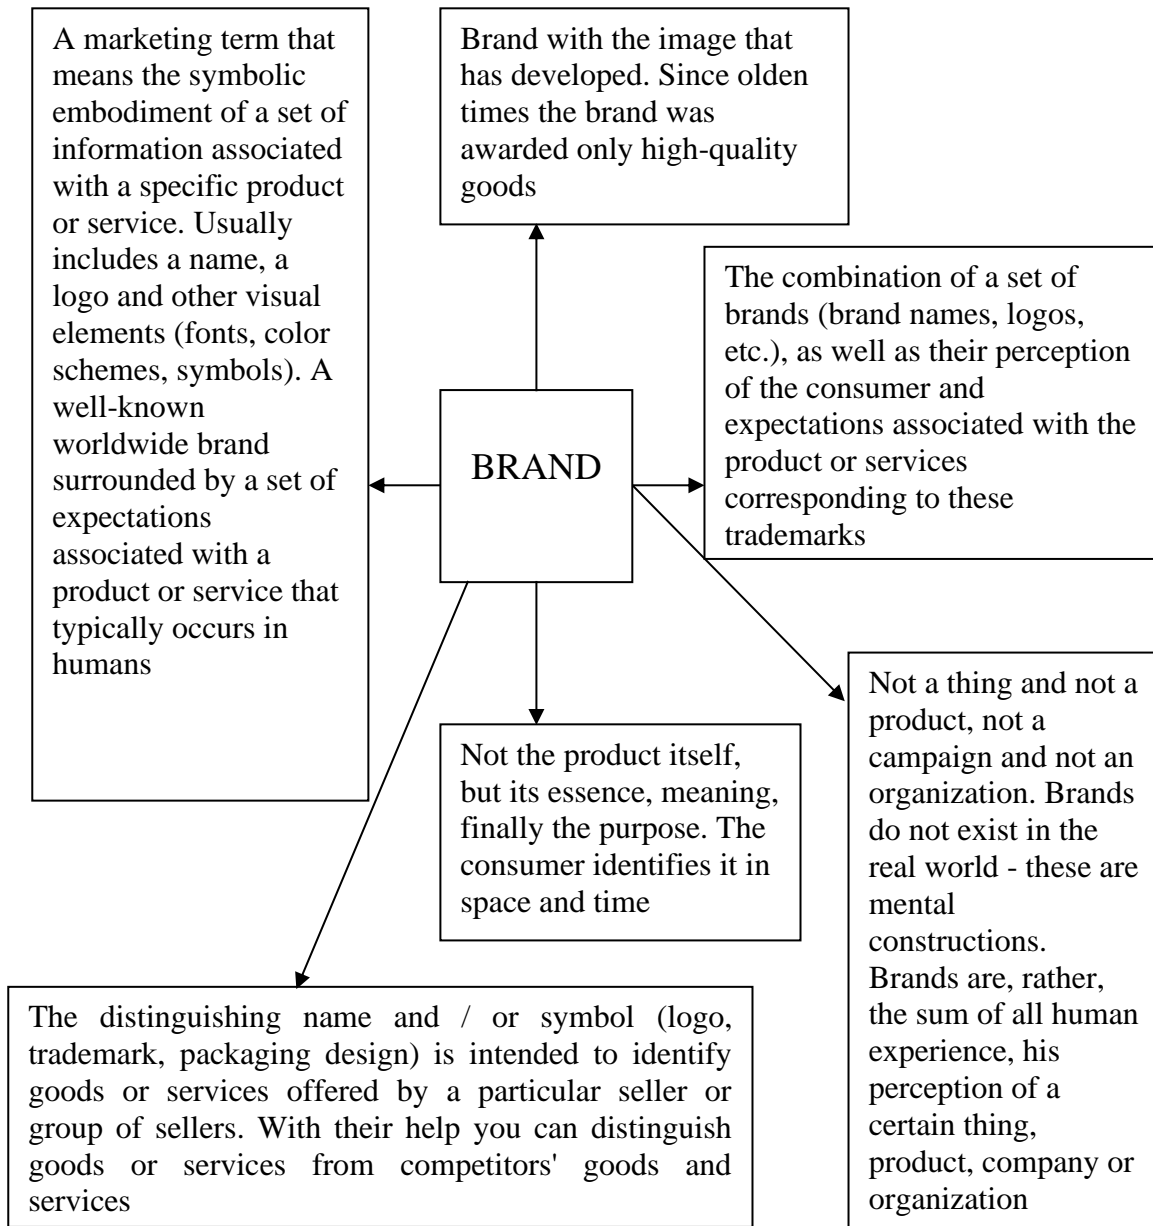 A marketing term that
means the symbolic
embodiment of a set of
information associated
with a specific product
or service. Usually
includes a name, a
logo and other visual
elements (fonts, color
schemes, symbols). A
well-known
worldwide brand
surrounded by a set of
expectations
associated with a
product or service that
typically occurs in
humans
Brand with the image that
has developed. Since olden
times the brand was
awarded only high-quality
goods
The combination of a set of
brands (brand names, logos,
etc.), as well as their perception
of the consumer and
expectations associated with the
product or services
corresponding to these
trademarks
BRAND
Not the product itself,
but its essence, meaning,
finally the purpose. The
consumer identifies it in
space and time
Not a thing and not a
product, not a
campaign and not an
organization. Brands
do not exist in the
real world - these are
mental
constructions.
Brands are, rather,
the sum of all human
experience, his
perception of a
certain thing,
product, company or
organization
The distinguishing name and / or symbol (logo,
trademark, packaging design) is intended to identify
goods or services offered by a particular seller or
group of sellers. With their help you can distinguish
goods or services from competitors' goods and
services